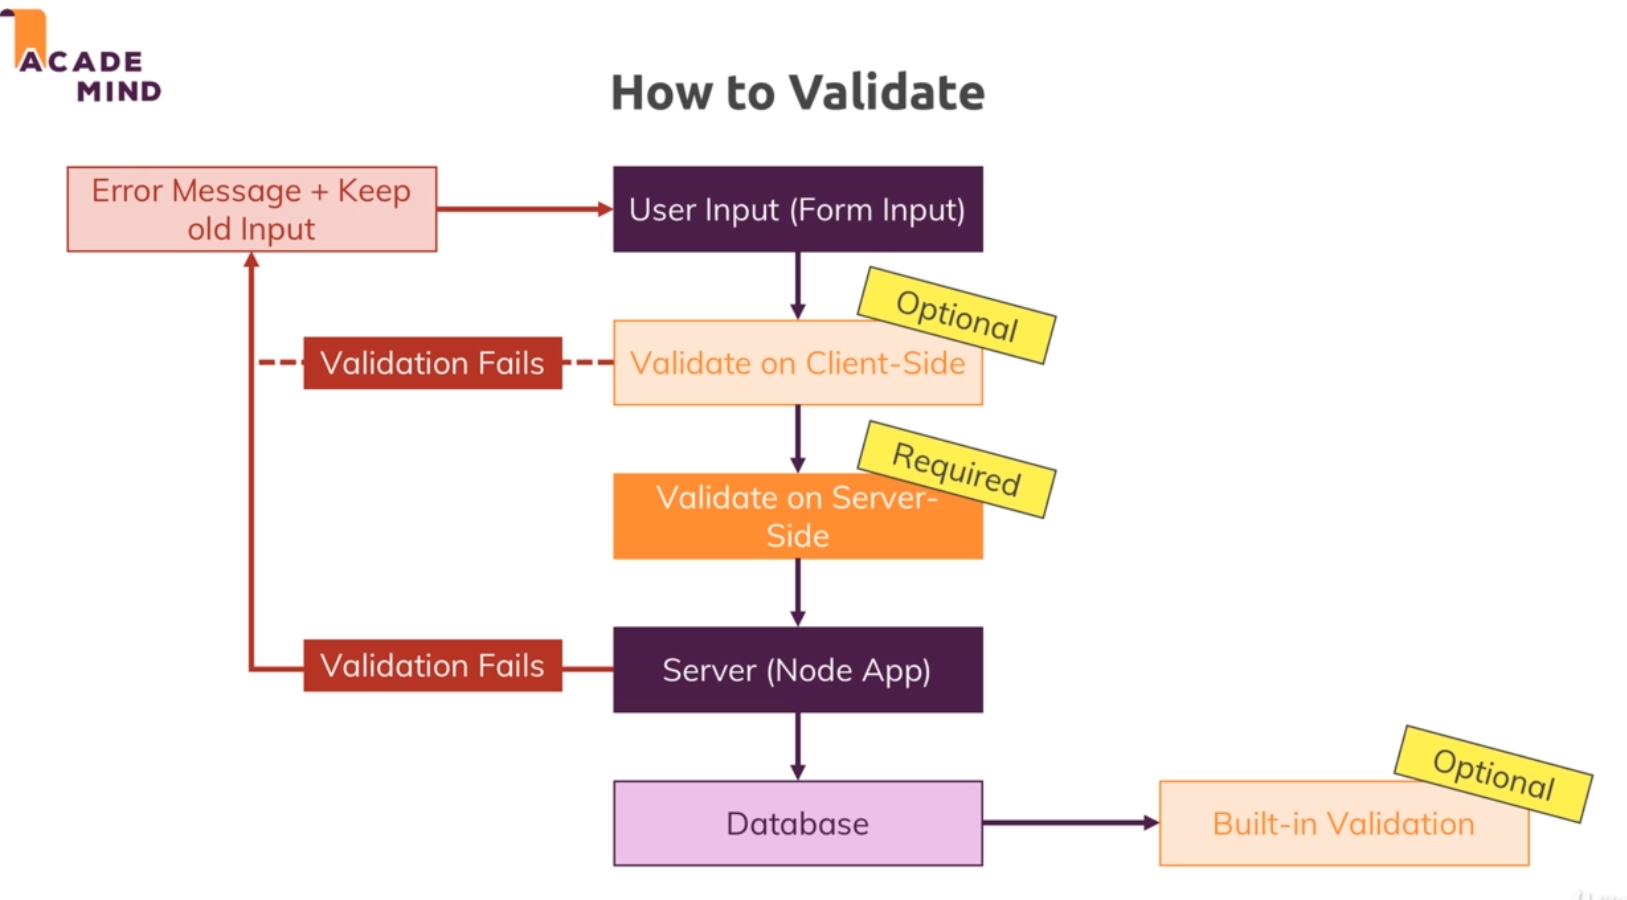 ACADE
MIND
How to Validate
Error Message + Keep
old Input
User Input (Form Input)
Optional
Validation Fails
Validate on Client-Side
Required
Validate on Server-
Side
Validation Fails
Server (Node App)
Optional
Database
Built-in Validation